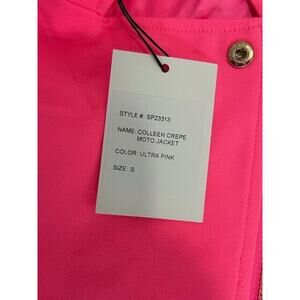 STYLE #: SP23313
NAME: COLLEEN CREPE
MOTO JACKET
COLOR: ULTRA PINK
SIZE: S